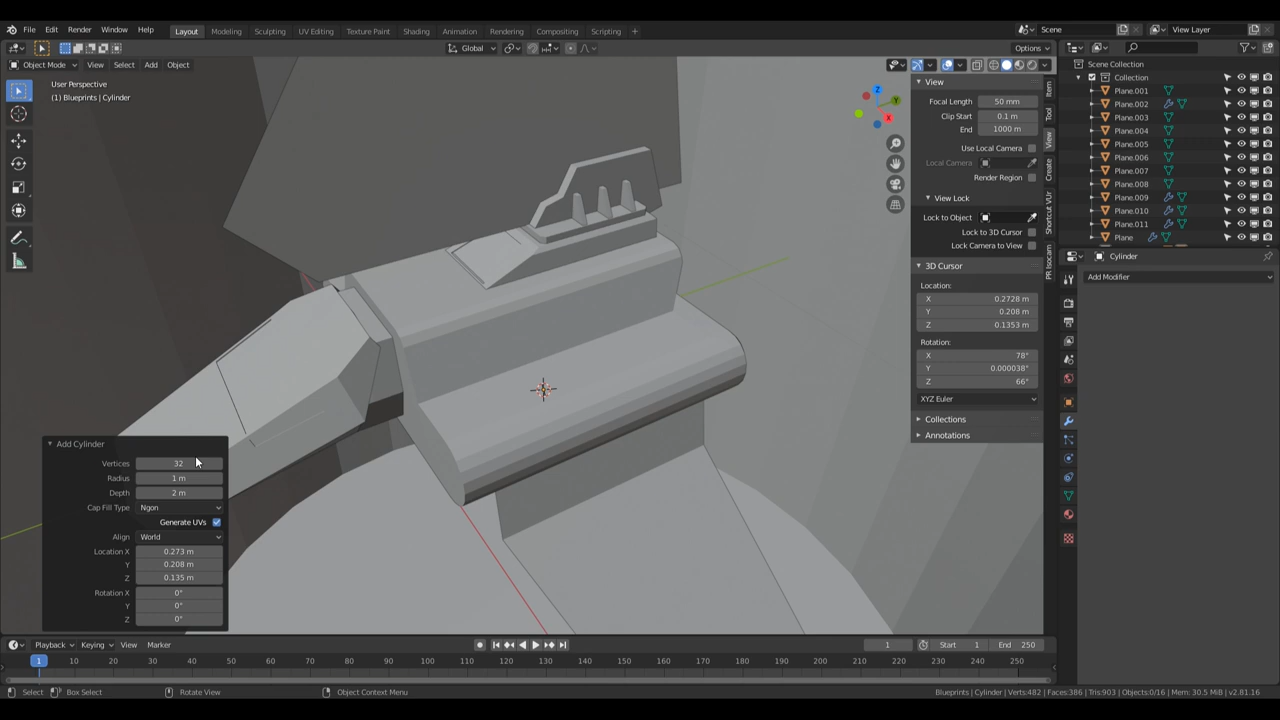 File Edit Render Window Help Layout Modeling Sculpting UV Editing Texture Paint Shading Animation Rendering Compositing Scripting + Scene View Layer
Global Options
Object Mode View Select Add Object
User Perspective
(1) Blueprints | Cylinder
Z
Y
X
View
Focal Length 50 mm
Clip Start 0.1 m
End 1000 m
Use Local Camera
Local Camera
Render Region
View Lock
Lock to Object
Lock to 3D Cursor
Lock Camera to View
3D Cursor
Location:
X 0.2728 m
Y 0.208 m
Z 0.1353 m
Rotation:
X 78°
Y 0.000038°
Z 66°
XYZ Euler
Collections
Annotations
Item
Tool
View
Create
Shortcut VUr
PR Isocam
Scene Collection
Collection
Plane.001
Plane.002
Plane.003
Plane.004
Plane.005
Plane.006
Plane.007
Plane.008
Plane.009
Plane.010
Plane.011
Plane
Cylinder
Add Modifier
Add Cylinder
Vertices 32
Radius 1 m
Depth 2 m
Cap Fill Type Ngon
Generate UVs
Align World
Location X 0.273 m
Y 0.208 m
Z 0.135 m
Rotation X 0°
Y 0°
Z 0°
Playback Keying View Marker 1 Start 1 End 250
1 10 20 30 40 50 60 70 80 90 100 110 120 130 140 150 160 170 180 190 200 210 220 230 240 250
Select Box Select Rotate View Object Context Menu Blueprints | Cylinder | Verts:482 | Faces:386 | Tris:903 | Objects:0/16 | Mem: 30.5 MiB | v2.81.16